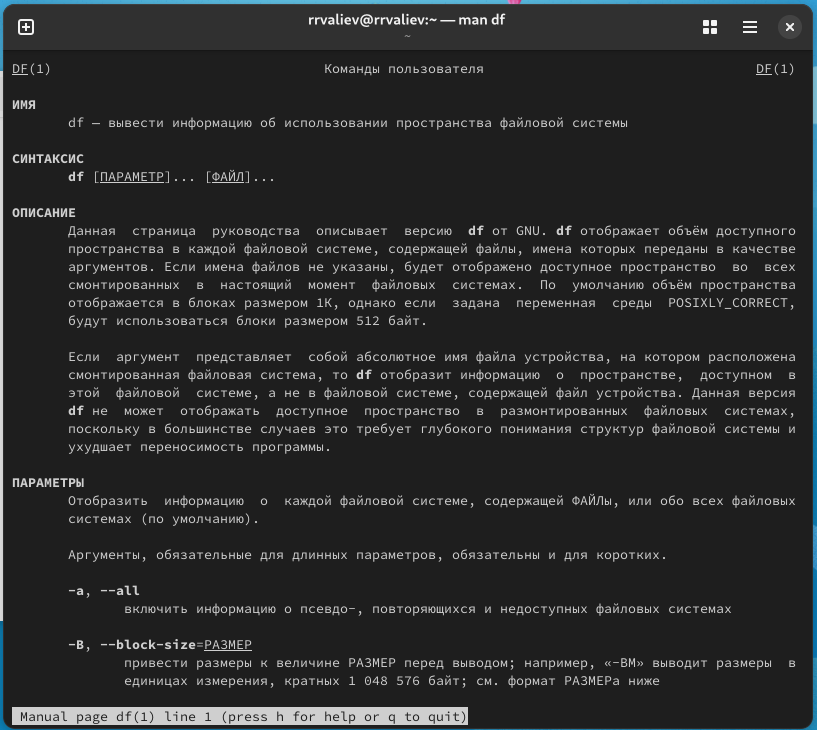 rrvaliev@rrvaliev:~ — man df
~
DF(1) Команды пользователя DF(1)
ИМЯ
df — вывести информацию об использовании пространства файловой системы
СИНТАКСИС
df [ПАРАМЕТР]... [ФАЙЛ]...
ОПИСАНИЕ
Данная страница руководства описывает версию df от GNU. df отображает объём доступного
пространства в каждой файловой системе, содержащей файлы, имена которых переданы в качестве
аргументов. Если имена файлов не указаны, будет отображено доступное пространство во всех
смонтированных в настоящий момент файловых системах. По умолчанию объём пространства
отображается в блоках размером 1K, однако если задана переменная среды POSIXLY_CORRECT,
будут использоваться блоки размером 512 байт.
Если аргумент представляет собой абсолютное имя файла устройства, на котором расположена
смонтированная файловая система, то df отобразит информацию о пространстве, доступном в
этой файловой системе, а не в файловой системе, содержащей файл устройства. Данная версия
df не может отображать доступное пространство в размонтированных файловых системах,
поскольку в большинстве случаев это требует глубокого понимания структур файловой системы и
ухудшает переносимость программы.
ПАРАМЕТРЫ
Отобразить информацию о каждой файловой системе, содержащей ФАЙЛы, или обо всех файловых
системах (по умолчанию).
Аргументы, обязательные для длинных параметров, обязательны и для коротких.
-a, --all
включить информацию о псевдо-, повторяющихся и недоступных файловых системах
-B, --block-size=РАЗМЕР
привести размеры к величине РАЗМЕР перед выводом; например, «-BM» выводит размеры в
единицах измерения, кратных 1 048 576 байт; см. формат РАЗМЕРа ниже
Manual page df(1) line 1 (press h for help or q to quit)